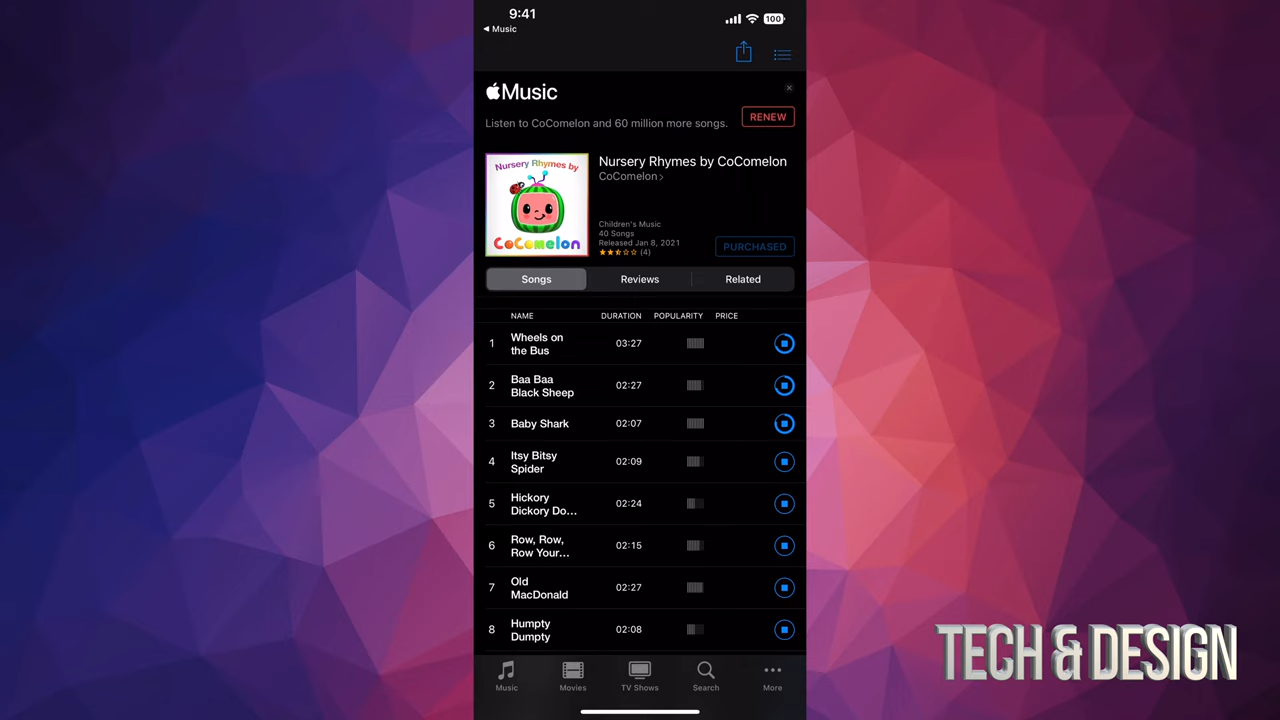 9:41
100
◀ Music
Music
Listen to CoComelon and 60 million more songs.
RENEW
Nursery Rhymes by
CoComelon
Nursery Rhymes by CoComelon
CoComelon >
Children's Music
40 Songs
Released Jan 8, 2021
★★½☆☆ (4)
PURCHASED
Songs Reviews Related
NAME DURATION POPULARITY PRICE
1 Wheels on the Bus 03:27
2 Baa Baa Black Sheep 02:27
3 Baby Shark 02:07
4 Itsy Bitsy Spider 02:09
5 Hickory Dickory Do... 02:24
6 Row, Row, Row Your... 02:15
7 Old MacDonald 02:27
8 Humpty Dumpty 02:08
Music Movies TV Shows Search More
TECH & DESIGN